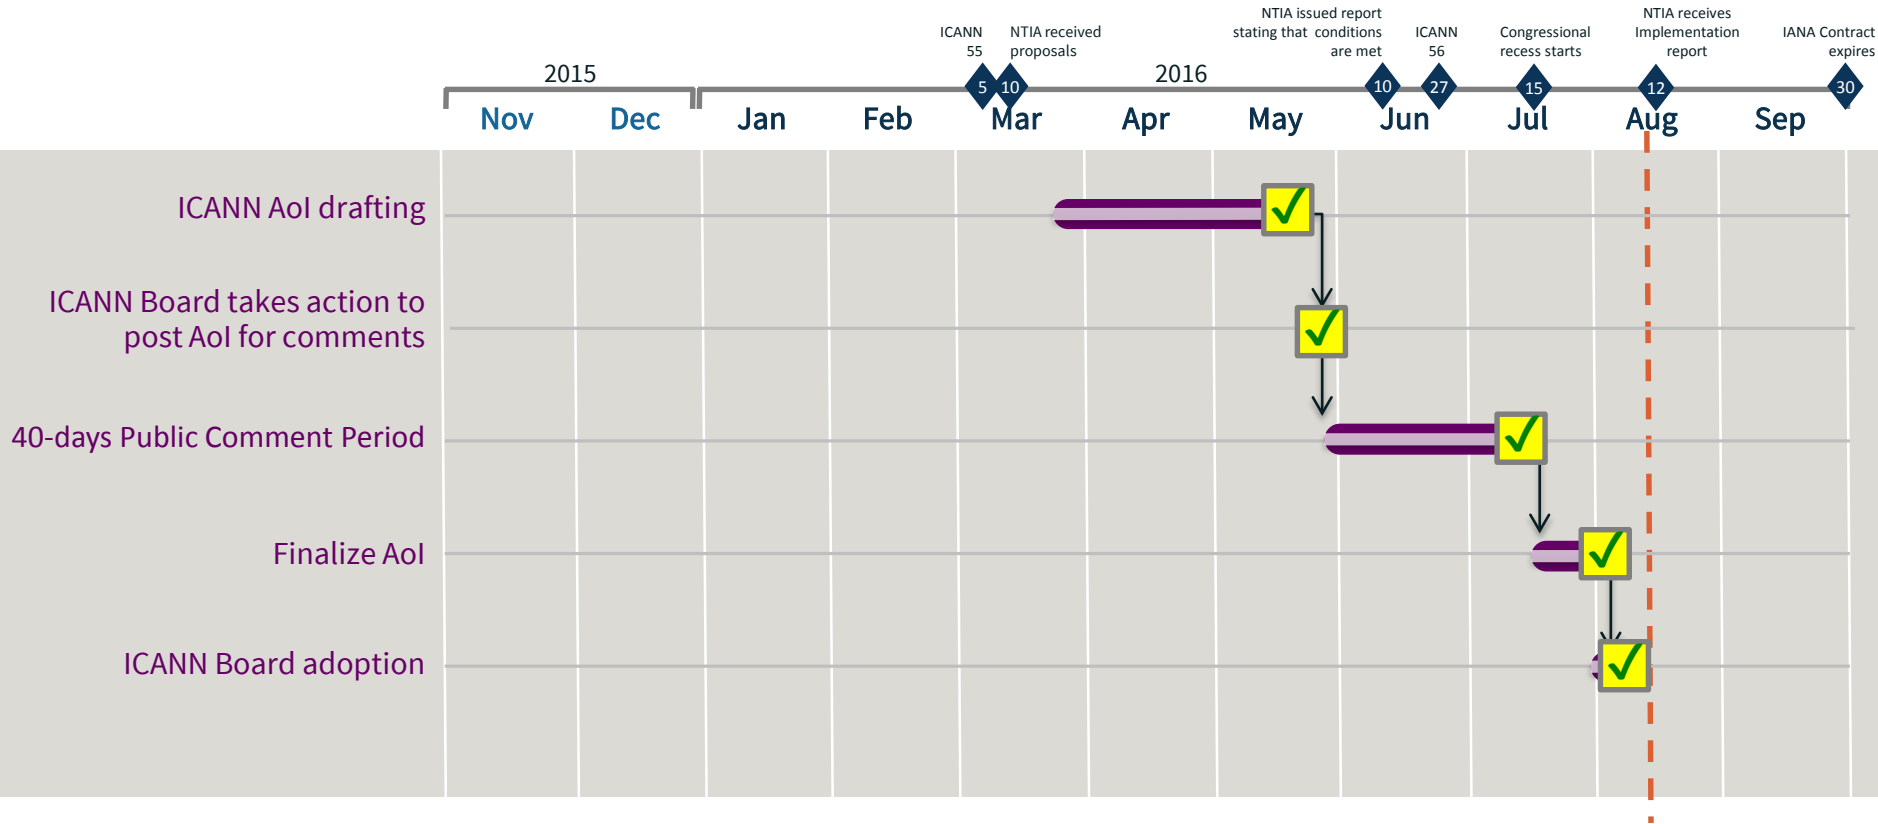 NTIA issued report
stating that conditions
are met
NTIA receives
Implementation
report
ICANN
55
NTIA received
proposals
ICANN
56
Congressional
recess starts
IANA Contract
expires
2015
2016
5
10
10
27
15
12
30
Nov
Dec
Jan
Feb
Mar
Apr
May
Jun
Jul
Aug
Sep
ICANN AoI drafting
ICANN Board takes action to
post AoI for comments
40-days Public Comment Period
Finalize AoI
ICANN Board adoption